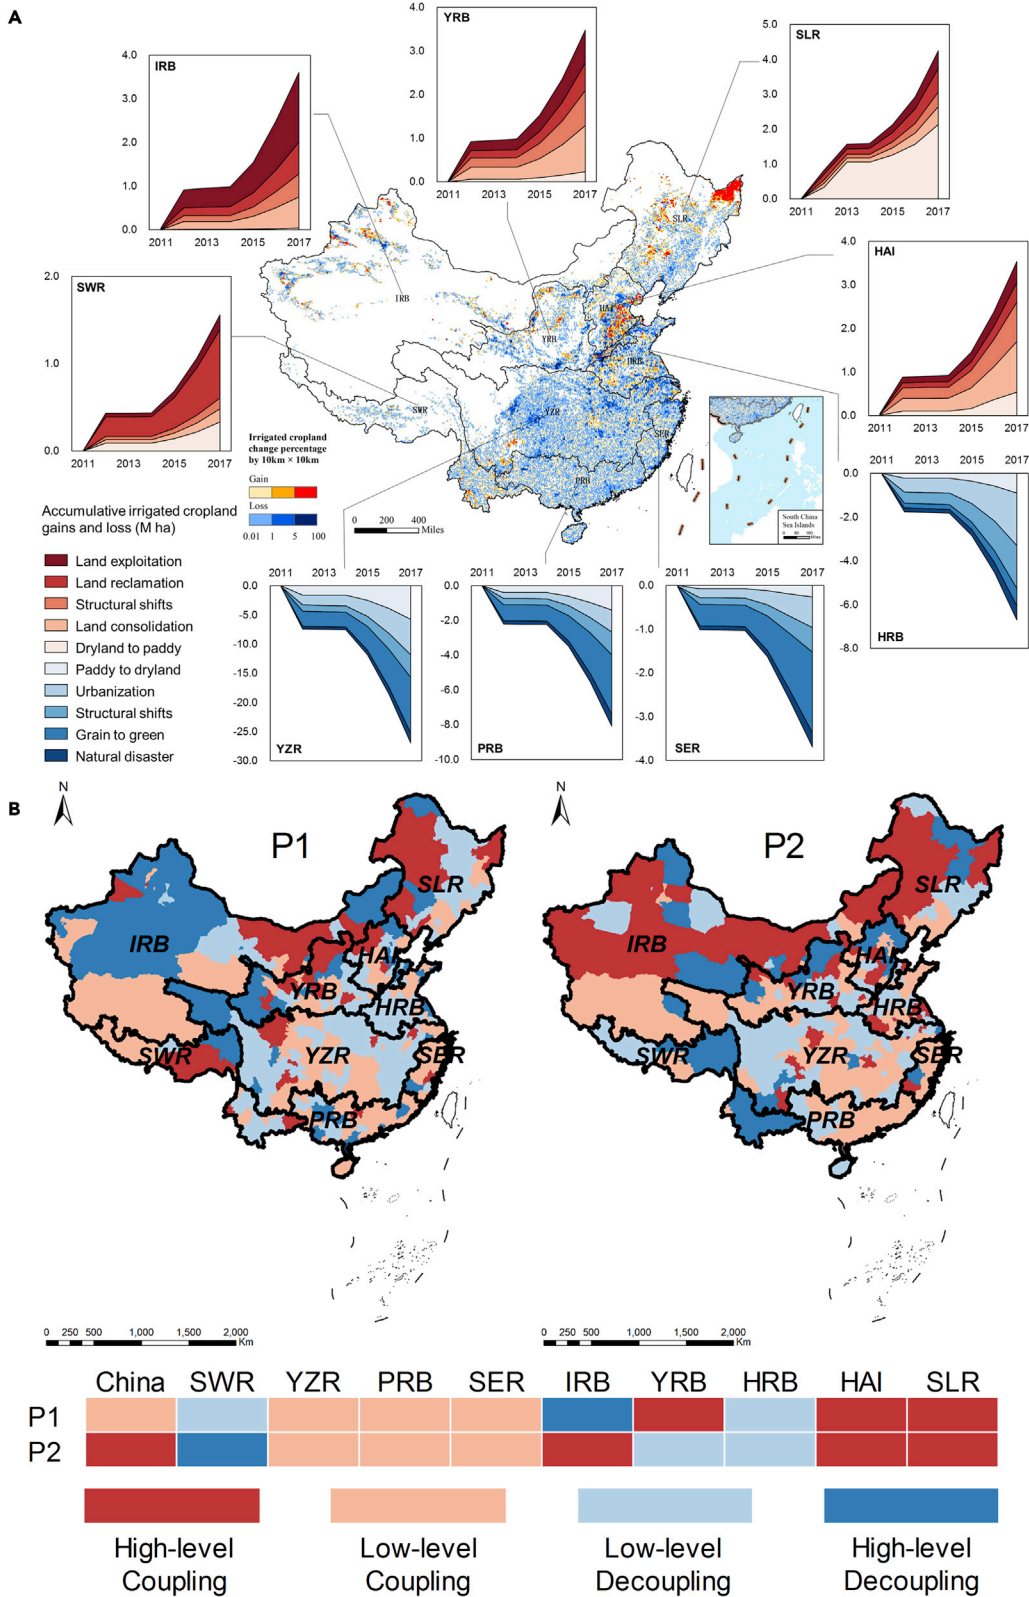 A
IRB
4.0
3.0
2.0
1.0
0.0
2011 2013 2015 2017
YRB
4.0
3.0
2.0
1.0
0.0
2011 2013 2015 2017
SLR
5.0
4.0
3.0
2.0
1.0
0.0
2011 2013 2015 2017
SWR
2.0
1.0
0.0
2011 2013 2015 2017
HAI
4.0
3.0
2.0
1.0
0.0
2011 2013 2015 2017
SLR
IRB
HAI
YRB
HRB
SWR
YZR
SER
PRB
Irrigated cropland
change percentage
by 10km × 10km
Gain
Loss
0.01 1 5 100
0 200 400
Miles
South China
Sea Islands
Miles
Accumulative irrigated cropland
gains and loss (M ha)
Land exploitation
Land reclamation
Structural shifts
Land consolidation
Dryland to paddy
Paddy to dryland
Urbanization
Structural shifts
Grain to green
Natural disaster
2011 2013 2015 2017
0.0
-2.0
-4.0
-6.0
-8.0
HRB
2011 2013 2015 2017
0.0
-5.0
-10.0
-15.0
-20.0
-25.0
-30.0
YZR
2011 2013 2015 2017
0.0
-2.0
-4.0
-6.0
-8.0
-10.0
PRB
2011 2013 2015 2017
0.0
-1.0
-2.0
-3.0
-4.0
SER
B
N
P1
SLR
IRB
HAI
YRB
HRB
SWR
YZR
SER
PRB
0 250 500 1,000 1,500 2,000
Km
N
P2
SLR
IRB
HAI
YRB
HRB
SWR
YZR
SER
PRB
0 250 500 1,000 1,500 2,000
Km
China SWR YZR PRB SER IRB YRB HRB HAI SLR
P1
P2
High-level
Coupling
Low-level
Coupling
Low-level
Decoupling
High-level
Decoupling